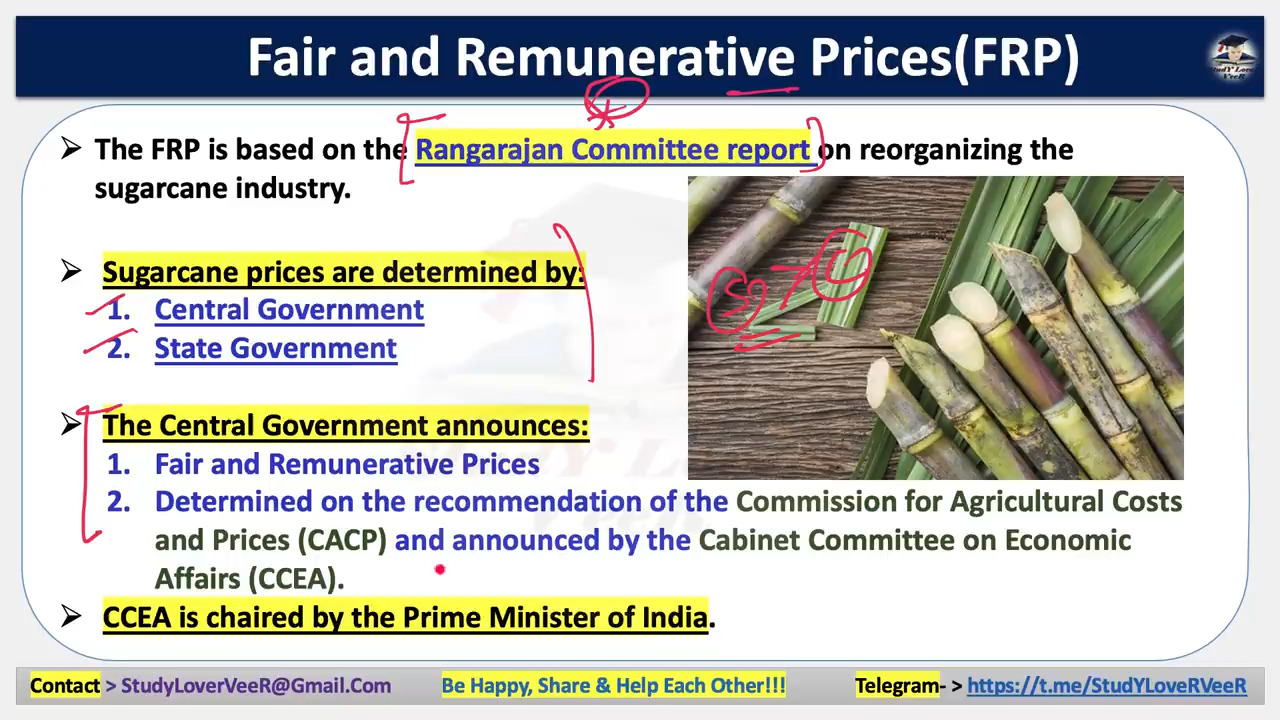 Fair and Remunerative Prices(FRP)
The FRP is based on the Rangarajan Committee report on reorganizing the
sugarcane industry.
Sugarcane prices are determined by:
1. Central Government
2. State Government
The Central Government announces:
1. Fair and Remunerative Prices
2. Determined on the recommendation of the Commission for Agricultural Costs
and Prices (CACP) and announced by the Cabinet Committee on Economic
Affairs (CCEA).
CCEA is chaired by the Prime Minister of India.
Contact > StudyLoverVeeR@Gmail.Com
Be Happy, Share & Help Each Other!!!
Telegram- > https://t.me/StudYLoveRVeeR